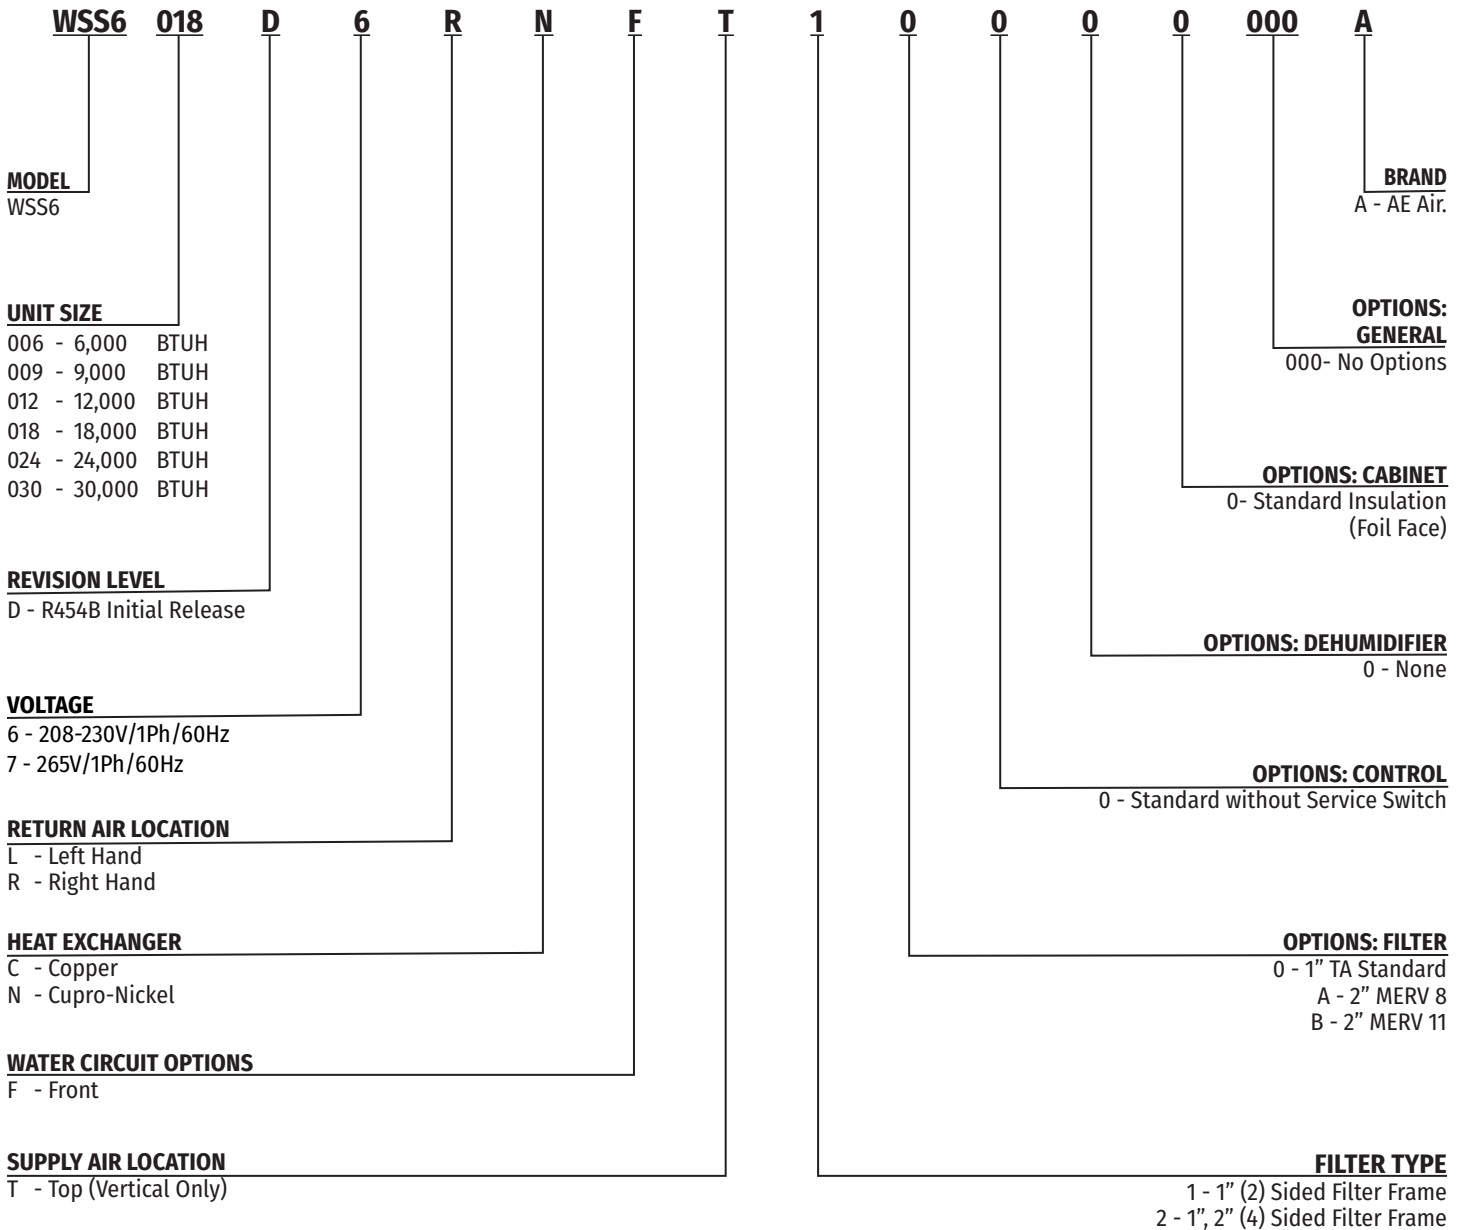 WSS6 018 D 6 R N F T 1 0 0 0 0 000 A
MODEL
WSS6
UNIT SIZE
006 - 6,000 BTUH
009 - 9,000 BTUH
012 - 12,000 BTUH
018 - 18,000 BTUH
024 - 24,000 BTUH
030 - 30,000 BTUH
REVISION LEVEL
D - R454B Initial Release
VOLTAGE
6 - 208-230V/1Ph/60Hz
7 - 265V/1Ph/60Hz
RETURN AIR LOCATION
L - Left Hand
R - Right Hand
HEAT EXCHANGER
C - Copper
N - Cupro-Nickel
WATER CIRCUIT OPTIONS
F - Front
SUPPLY AIR LOCATION
T - Top (Vertical Only)
BRAND
A - AE Air.
OPTIONS:
GENERAL
000- No Options
OPTIONS: CABINET
0- Standard Insulation
(Foil Face)
OPTIONS: DEHUMIDIFIER
0 - None
OPTIONS: CONTROL
0 - Standard without Service Switch
OPTIONS: FILTER
0 - 1” TA Standard
A - 2” MERV 8
B - 2” MERV 11
FILTER TYPE
1 - 1” (2) Sided Filter Frame
2 - 1”, 2” (4) Sided Filter Frame